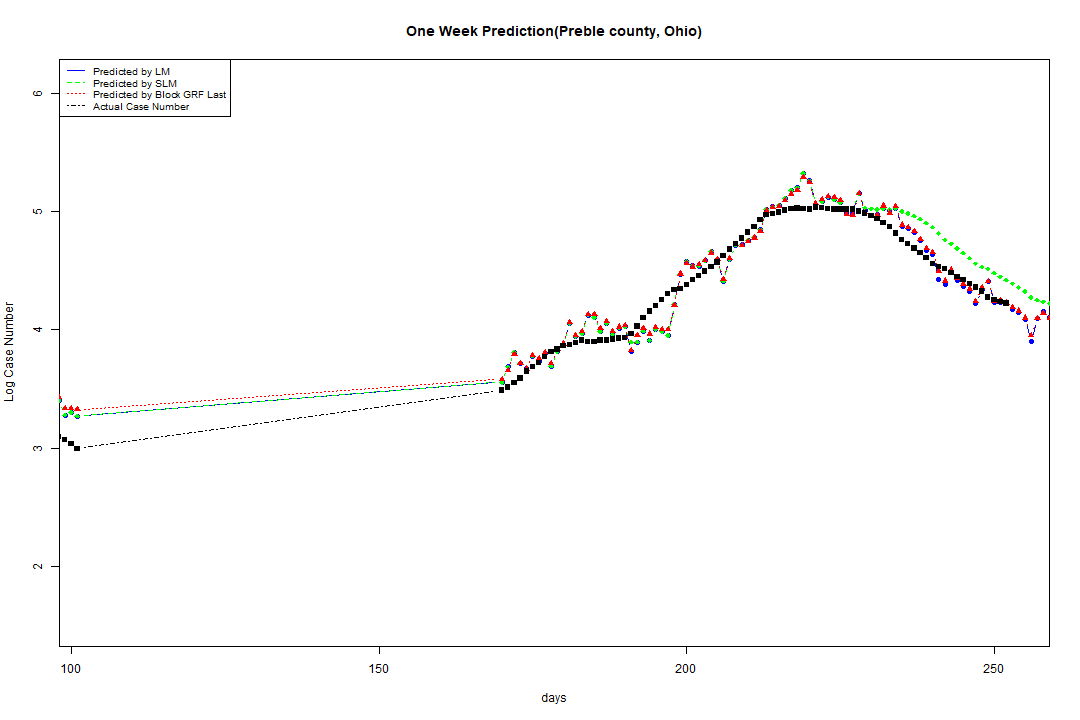 One Week Prediction(Preble county, Ohio)
Predicted by LM
Predicted by SLM
Predicted by Block GRF Last
Actual Case Number
6
5
4
3
2
Log Case Number
100
150
200
250
days